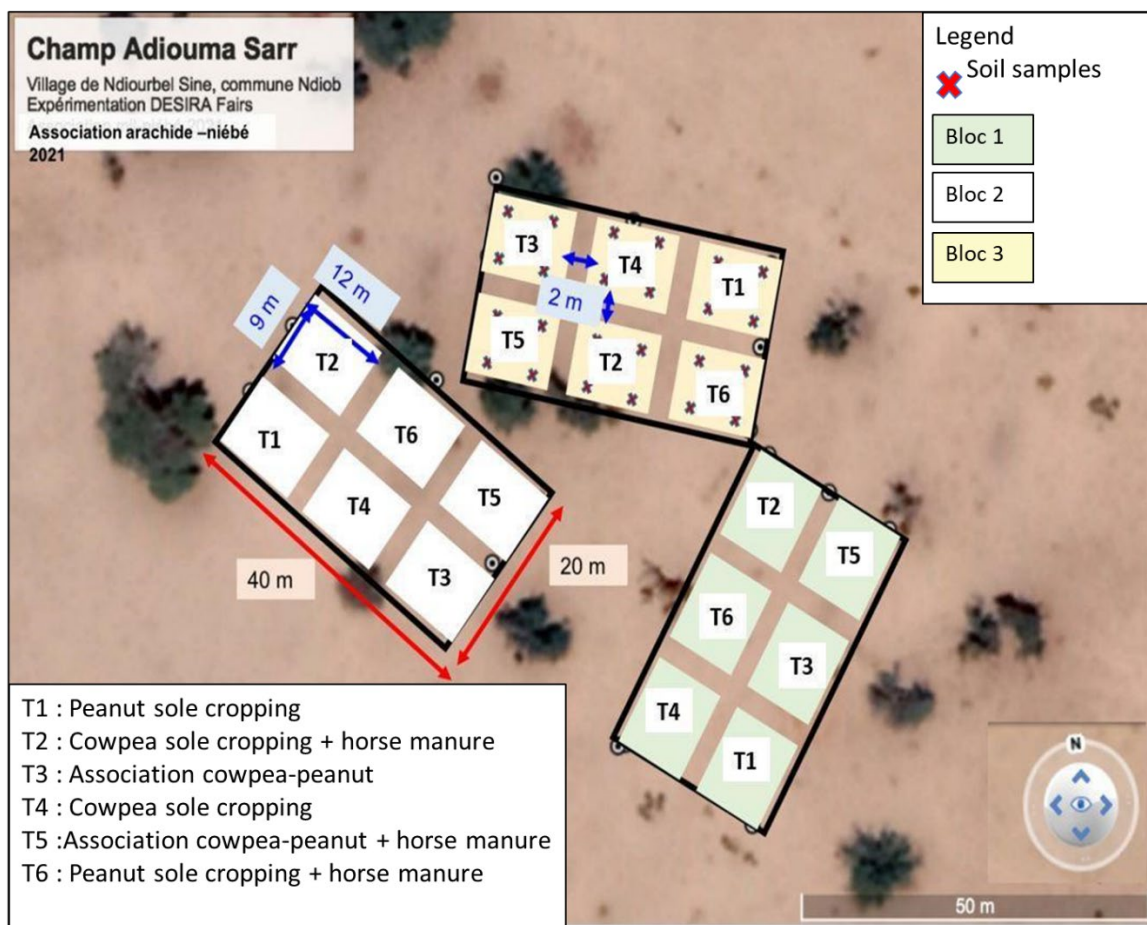 Champ Adiouma Sarr
Village de Ndiourbel Sine, commune Ndiob
Expérimentation DESIRA Fairs
Association arachide –niébé
2021
Legend
Soil samples
Bloc 1
Bloc 2
Bloc 3
T3
T4
T1
2 m
T5
T2
T6
12 m
9 m
T2
T1
T6
T4
T5
T3
40 m
20 m
T2
T5
T6
T3
T4
T1
T1 : Peanut sole cropping
T2 : Cowpea sole cropping + horse manure
T3 : Association cowpea-peanut
T4 : Cowpea sole cropping
T5 :Association cowpea-peanut + horse manure
T6 : Peanut sole cropping + horse manure
N
50 m